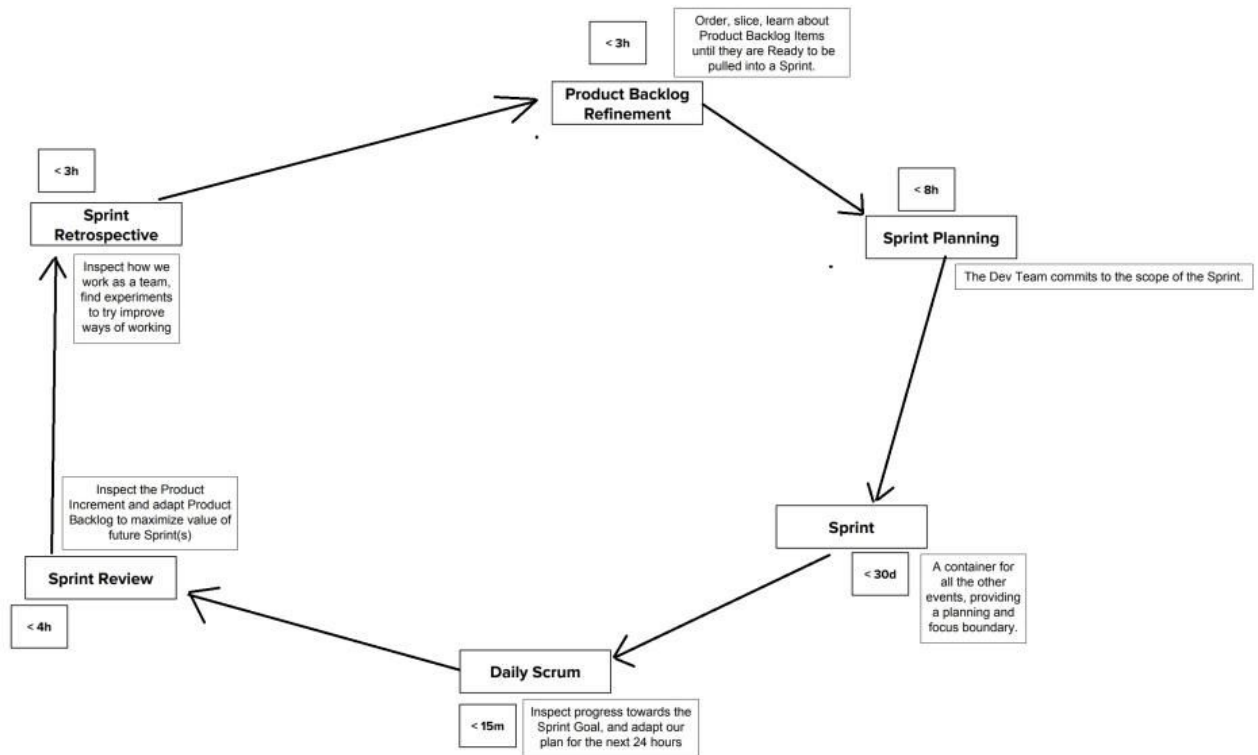 < 3h
Order, slice, learn about
Product Backlog Items
until they are Ready to be
pulled into a Sprint.
Product Backlog
Refinement
< 8h
Sprint Planning
The Dev Team commits to the scope of the Sprint.
Sprint
< 30d
A container for
all the other
events, providing
a planning and
focus boundary.
Daily Scrum
< 15m
Inspect progress towards the
Sprint Goal, and adapt our
plan for the next 24 hours
Inspect the Product
Increment and adapt Product
Backlog to maximize value of
future Sprint(s)
Sprint Review
< 4h
< 3h
Sprint
Retrospective
Inspect how we
work as a team,
find experiments
to try improve
ways of working